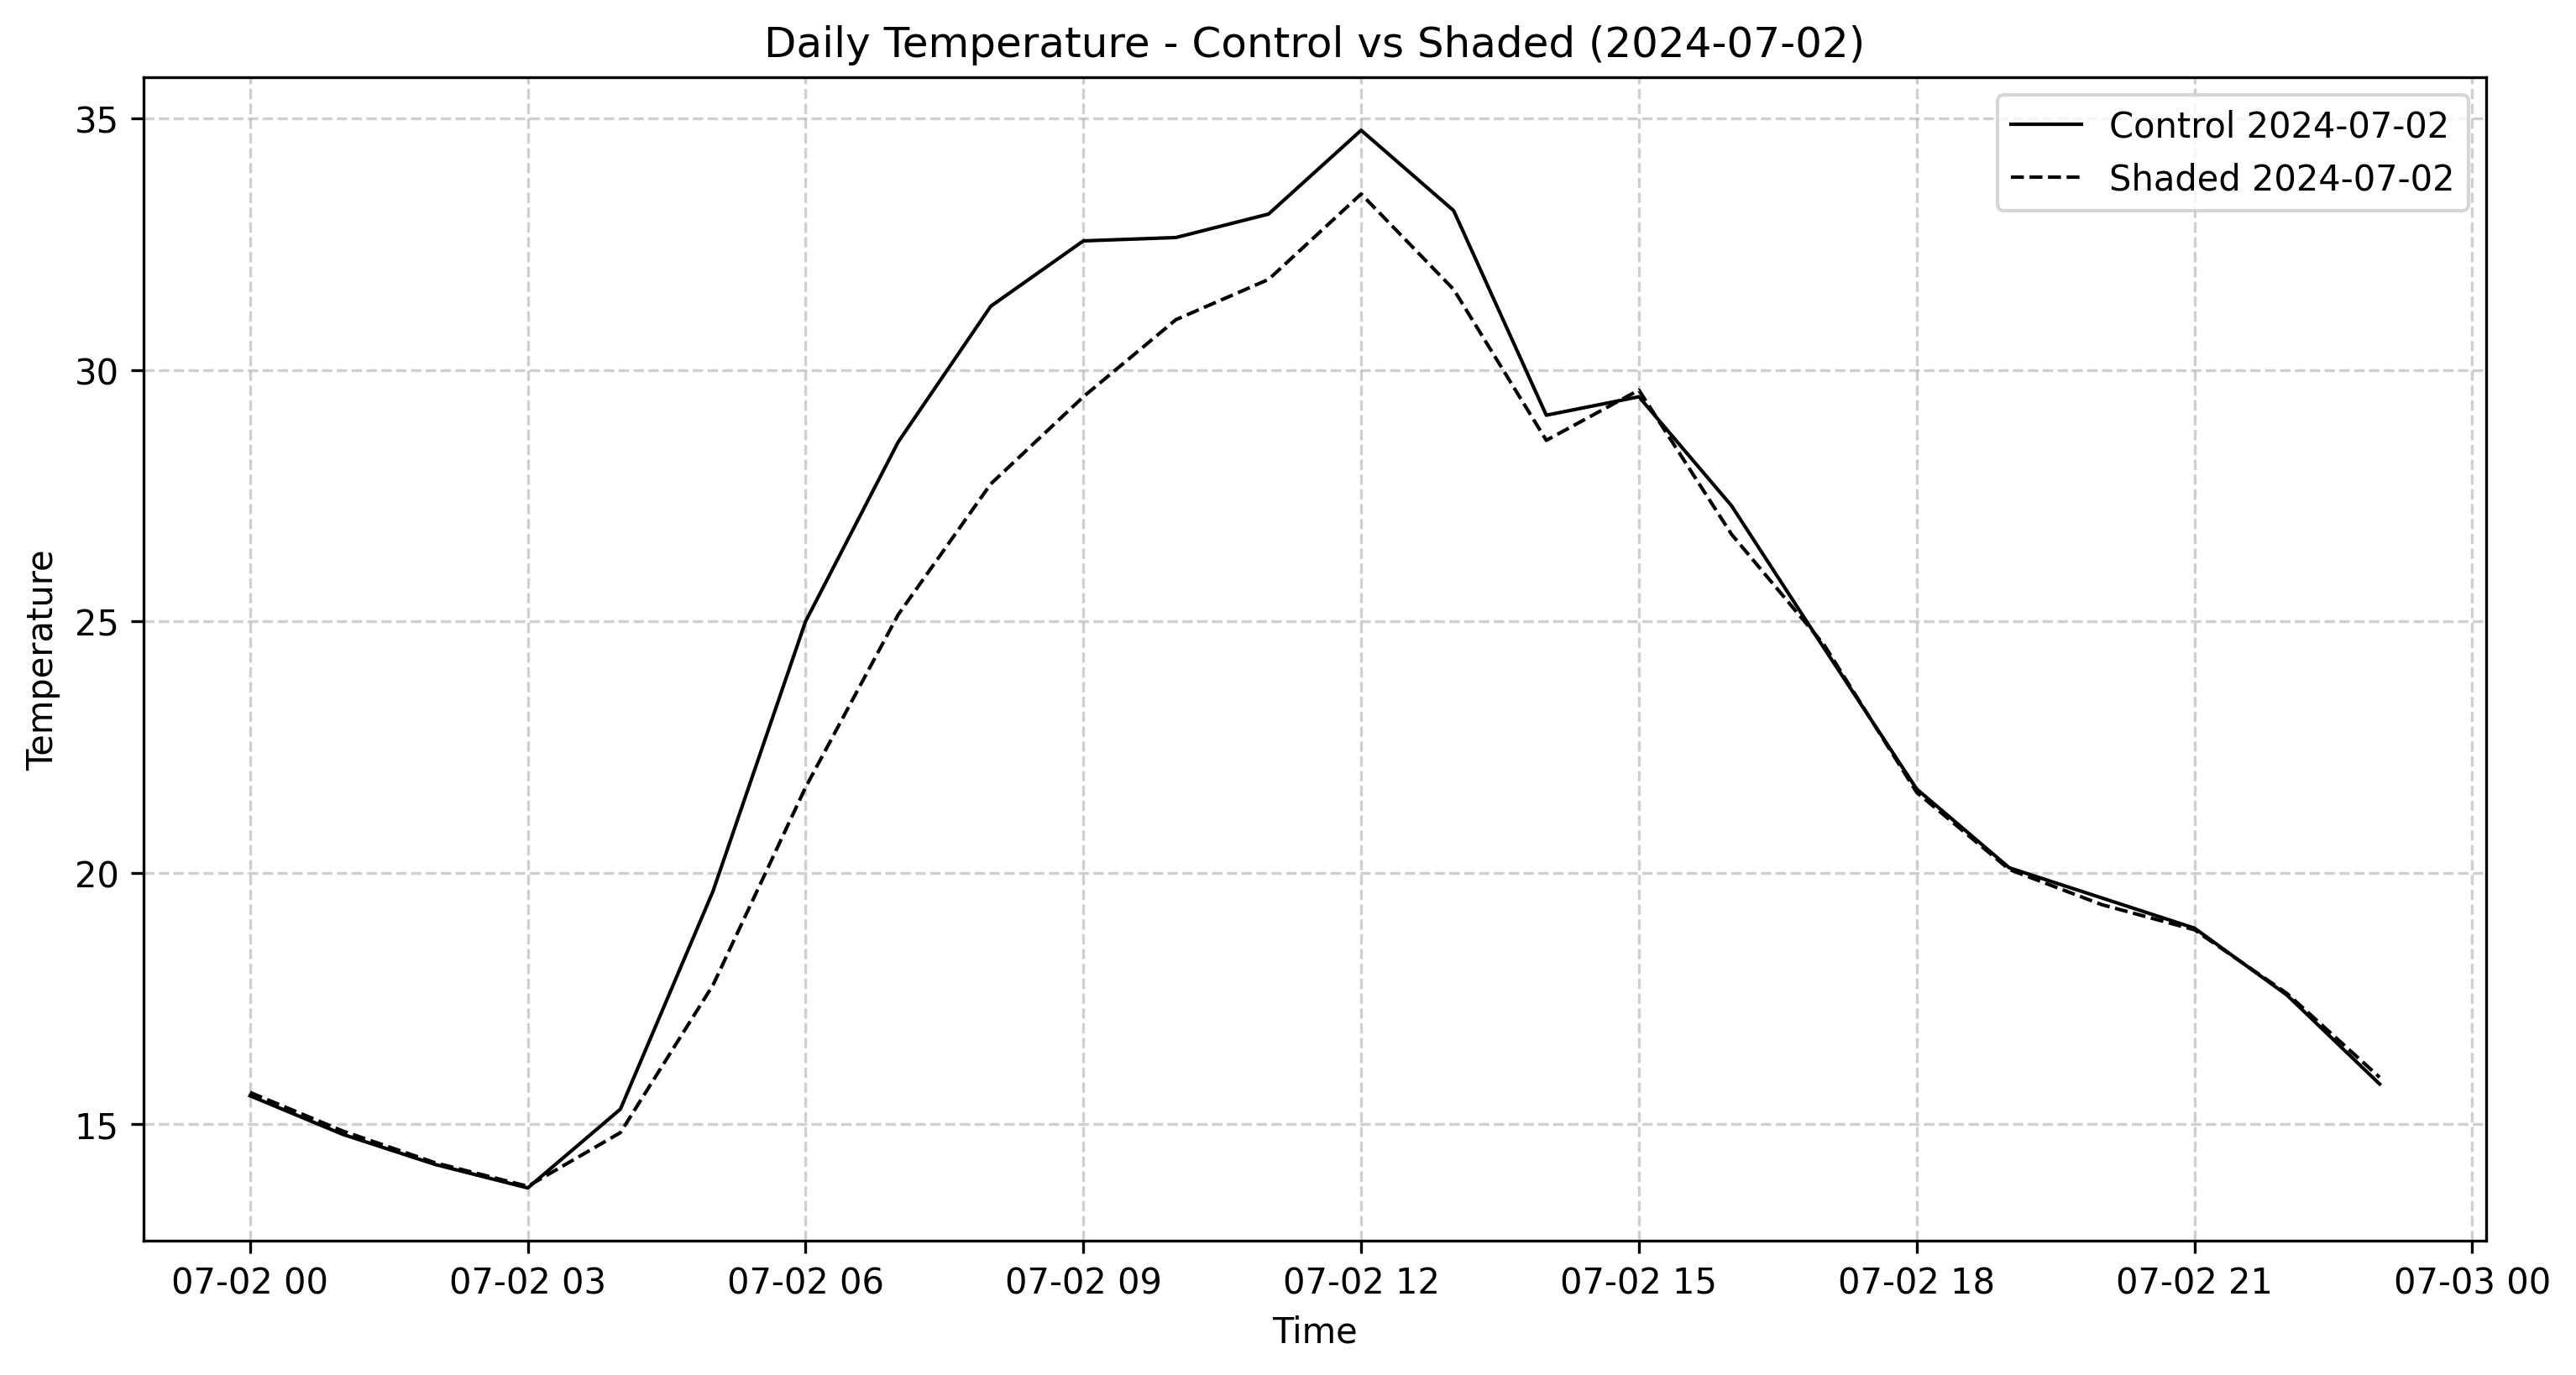 Daily Temperature - Control vs Shaded (2024-07-02)
Control 2024-07-02
Shaded 2024-07-02
Temperature
35
30
25
20
15
07-02 00 07-02 03 07-02 06 07-02 09 07-02 12 07-02 15 07-02 18 07-02 21 07-03 00
Time